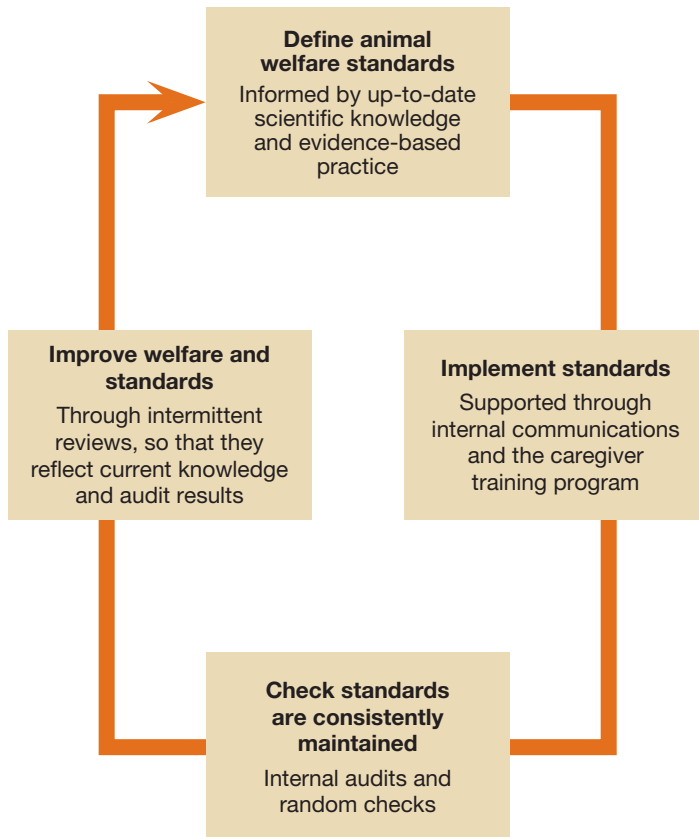 Define animal
welfare standards
Informed by up-to-date
scientific knowledge
and evidence-based
practice
Implement standards
Supported through
internal communications
and the caregiver
training program
Check standards
are consistently
maintained
Internal audits and
random checks
Improve welfare and
standards
Through intermittent
reviews, so that they
reflect current knowledge
and audit results